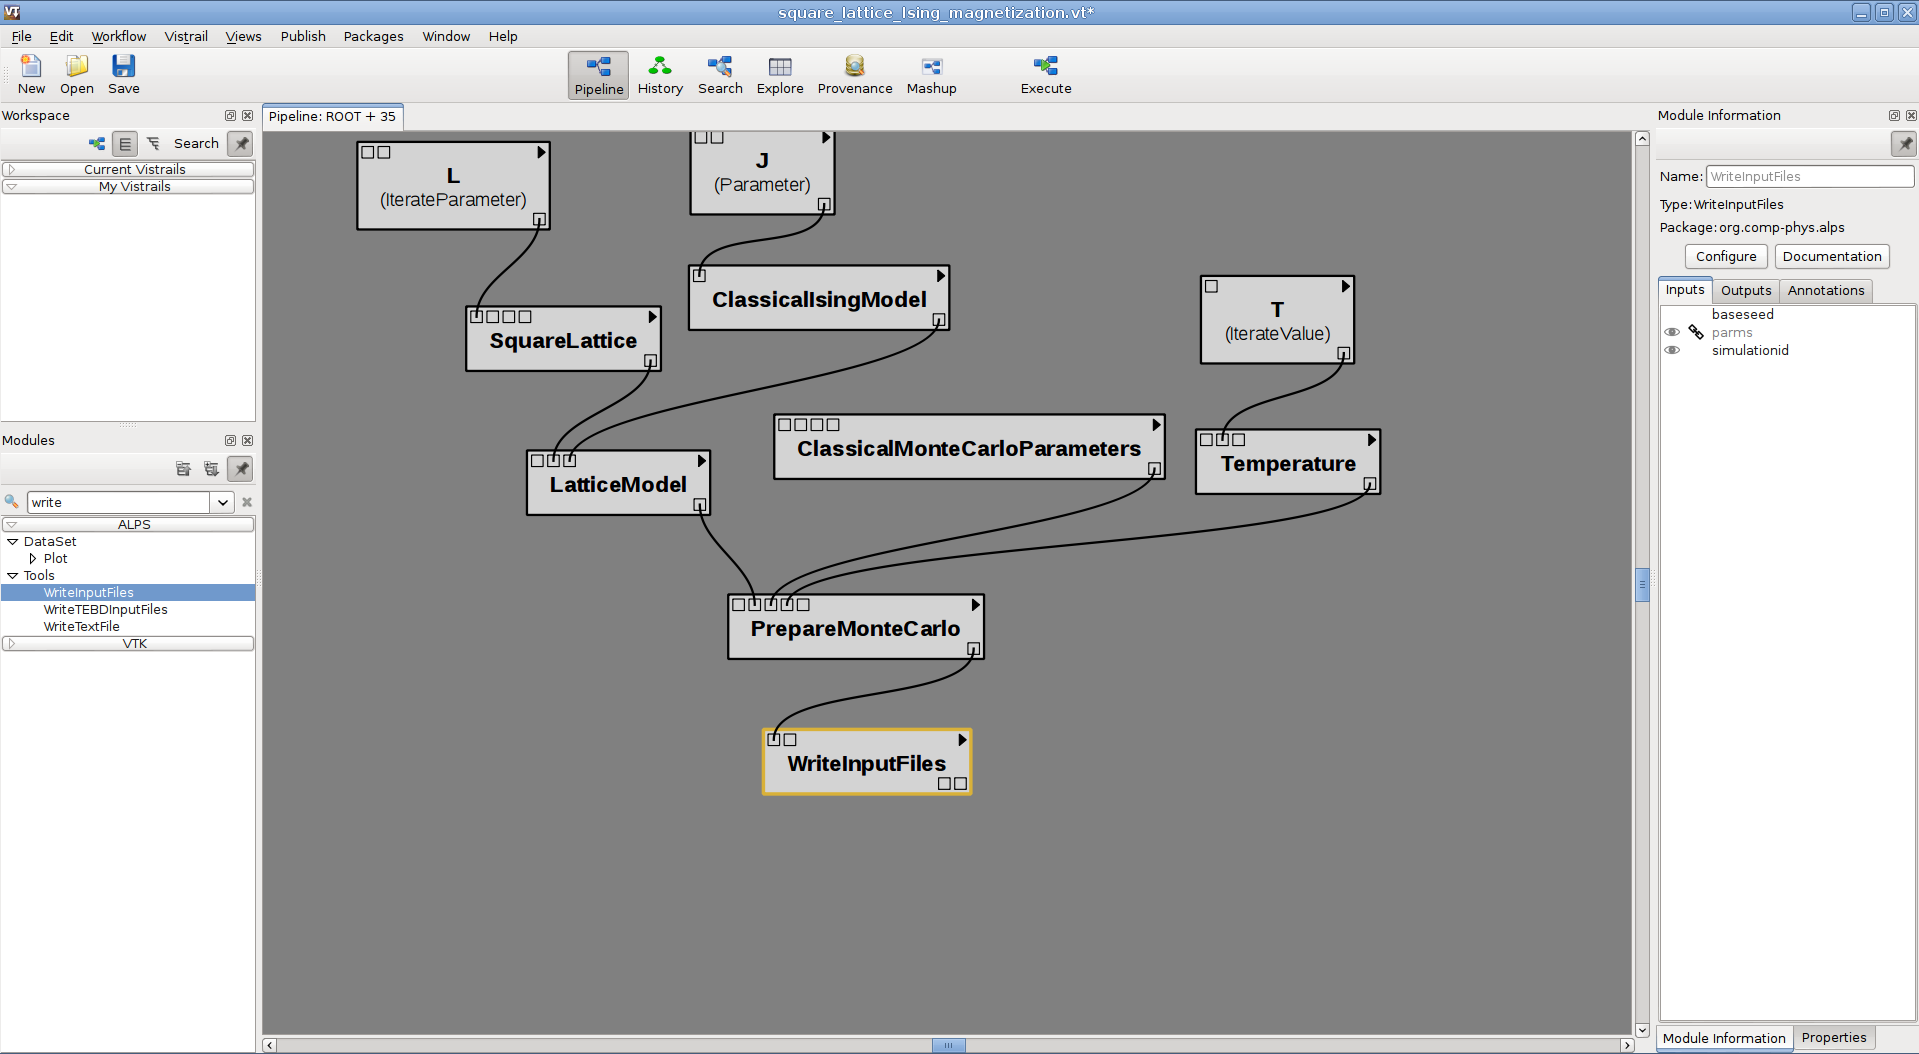 VT
square_lattice_Ising_magnetization.vt*
File Edit Workflow Vistrail Views Publish Packages Window Help
New Open Save Pipeline History Search Explore Provenance Mashup Execute
Workspace
Search
Current Vistrails
My Vistrails
Modules
write
ALPS
DataSet
Plot
Tools
WriteInputFiles
WriteTEBDInputFiles
WriteTextFile
VTK
Pipeline: ROOT + 35
L
(IterateParameter)
J
(Parameter)
ClassicalIsingModel
SquareLattice
T
(IterateValue)
ClassicalMonteCarloParameters
Temperature
LatticeModel
PrepareMonteCarlo
WriteInputFiles
Module Information
Name: WriteInputFiles
Type: WriteInputFiles
Package: org.comp-phys.alps
Configure Documentation
Inputs Outputs Annotations
baseseed
parms
simulationid
Module Information Properties